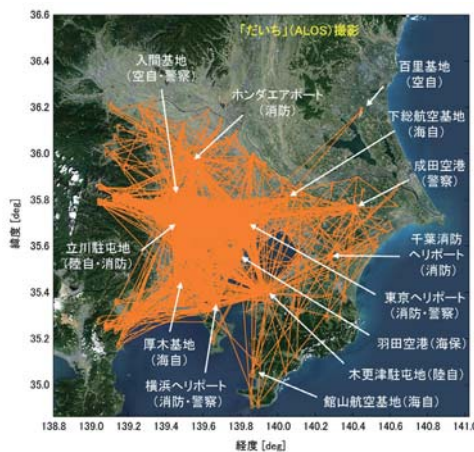 「だいち」(ALOS)撮影
入間基地
(空自・警察)
ホンダエアポート
(消防)
百里基地
(空自)
下総航空基地
(海自)
成田空港
(警察)
立川駐屯地
(陸自・消防)
千葉消防
ヘリポート
(消防)
東京ヘリポート
(消防・警察)
厚木基地
(海自)
羽田空港(海保)
横浜ヘリポート
(消防・警察)
木更津駐屯地(陸自)
館山航空基地(海自)
緯度 [deg]
36.6
36.4
36.2
36.0
35.8
35.6
35.4
35.2
35.0
138.8 139.0 139.2 139.4 139.6 139.8 140.0 140.2 140.4 140.6 140.8 141.0
経度 [deg]